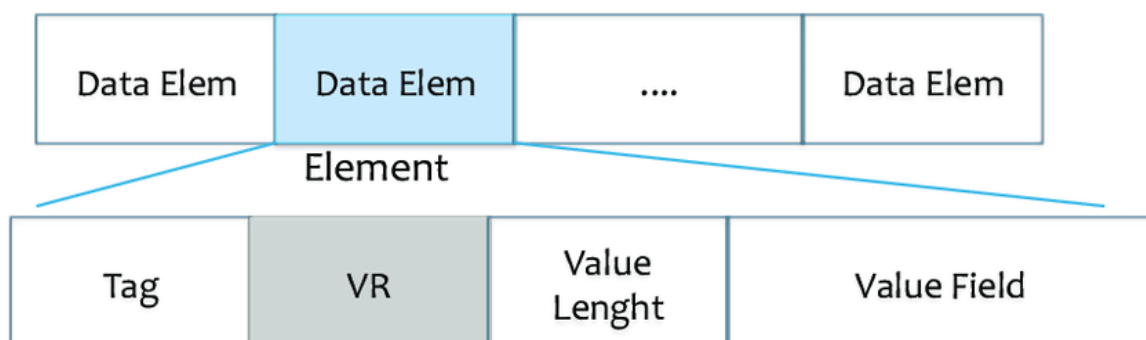 Data Elem Data Elem .... Data Elem
Element
Tag VR Value Lenght Value Field